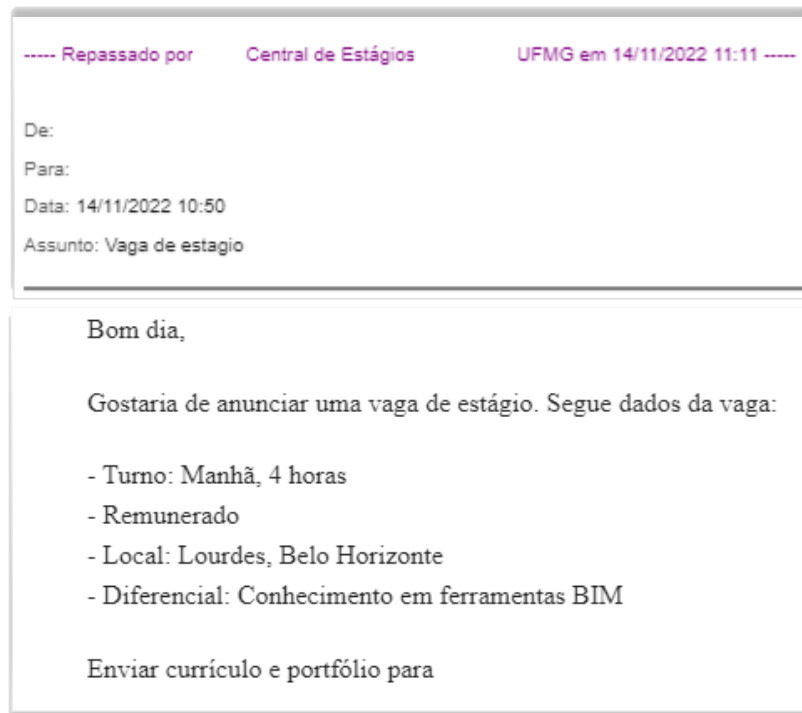 ----- Repassado por Central de Estágios UFMG em 14/11/2022 11:11 -----
De:
Para:
Data: 14/11/2022 10:50
Assunto: Vaga de estagio
Bom dia,
Gostaria de anunciar uma vaga de estágio. Segue dados da vaga:
- Turno: Manhã, 4 horas
- Remunerado
- Local: Lourdes, Belo Horizonte
- Diferencial: Conhecimento em ferramentas BIM
Enviar currículo e portfólio para